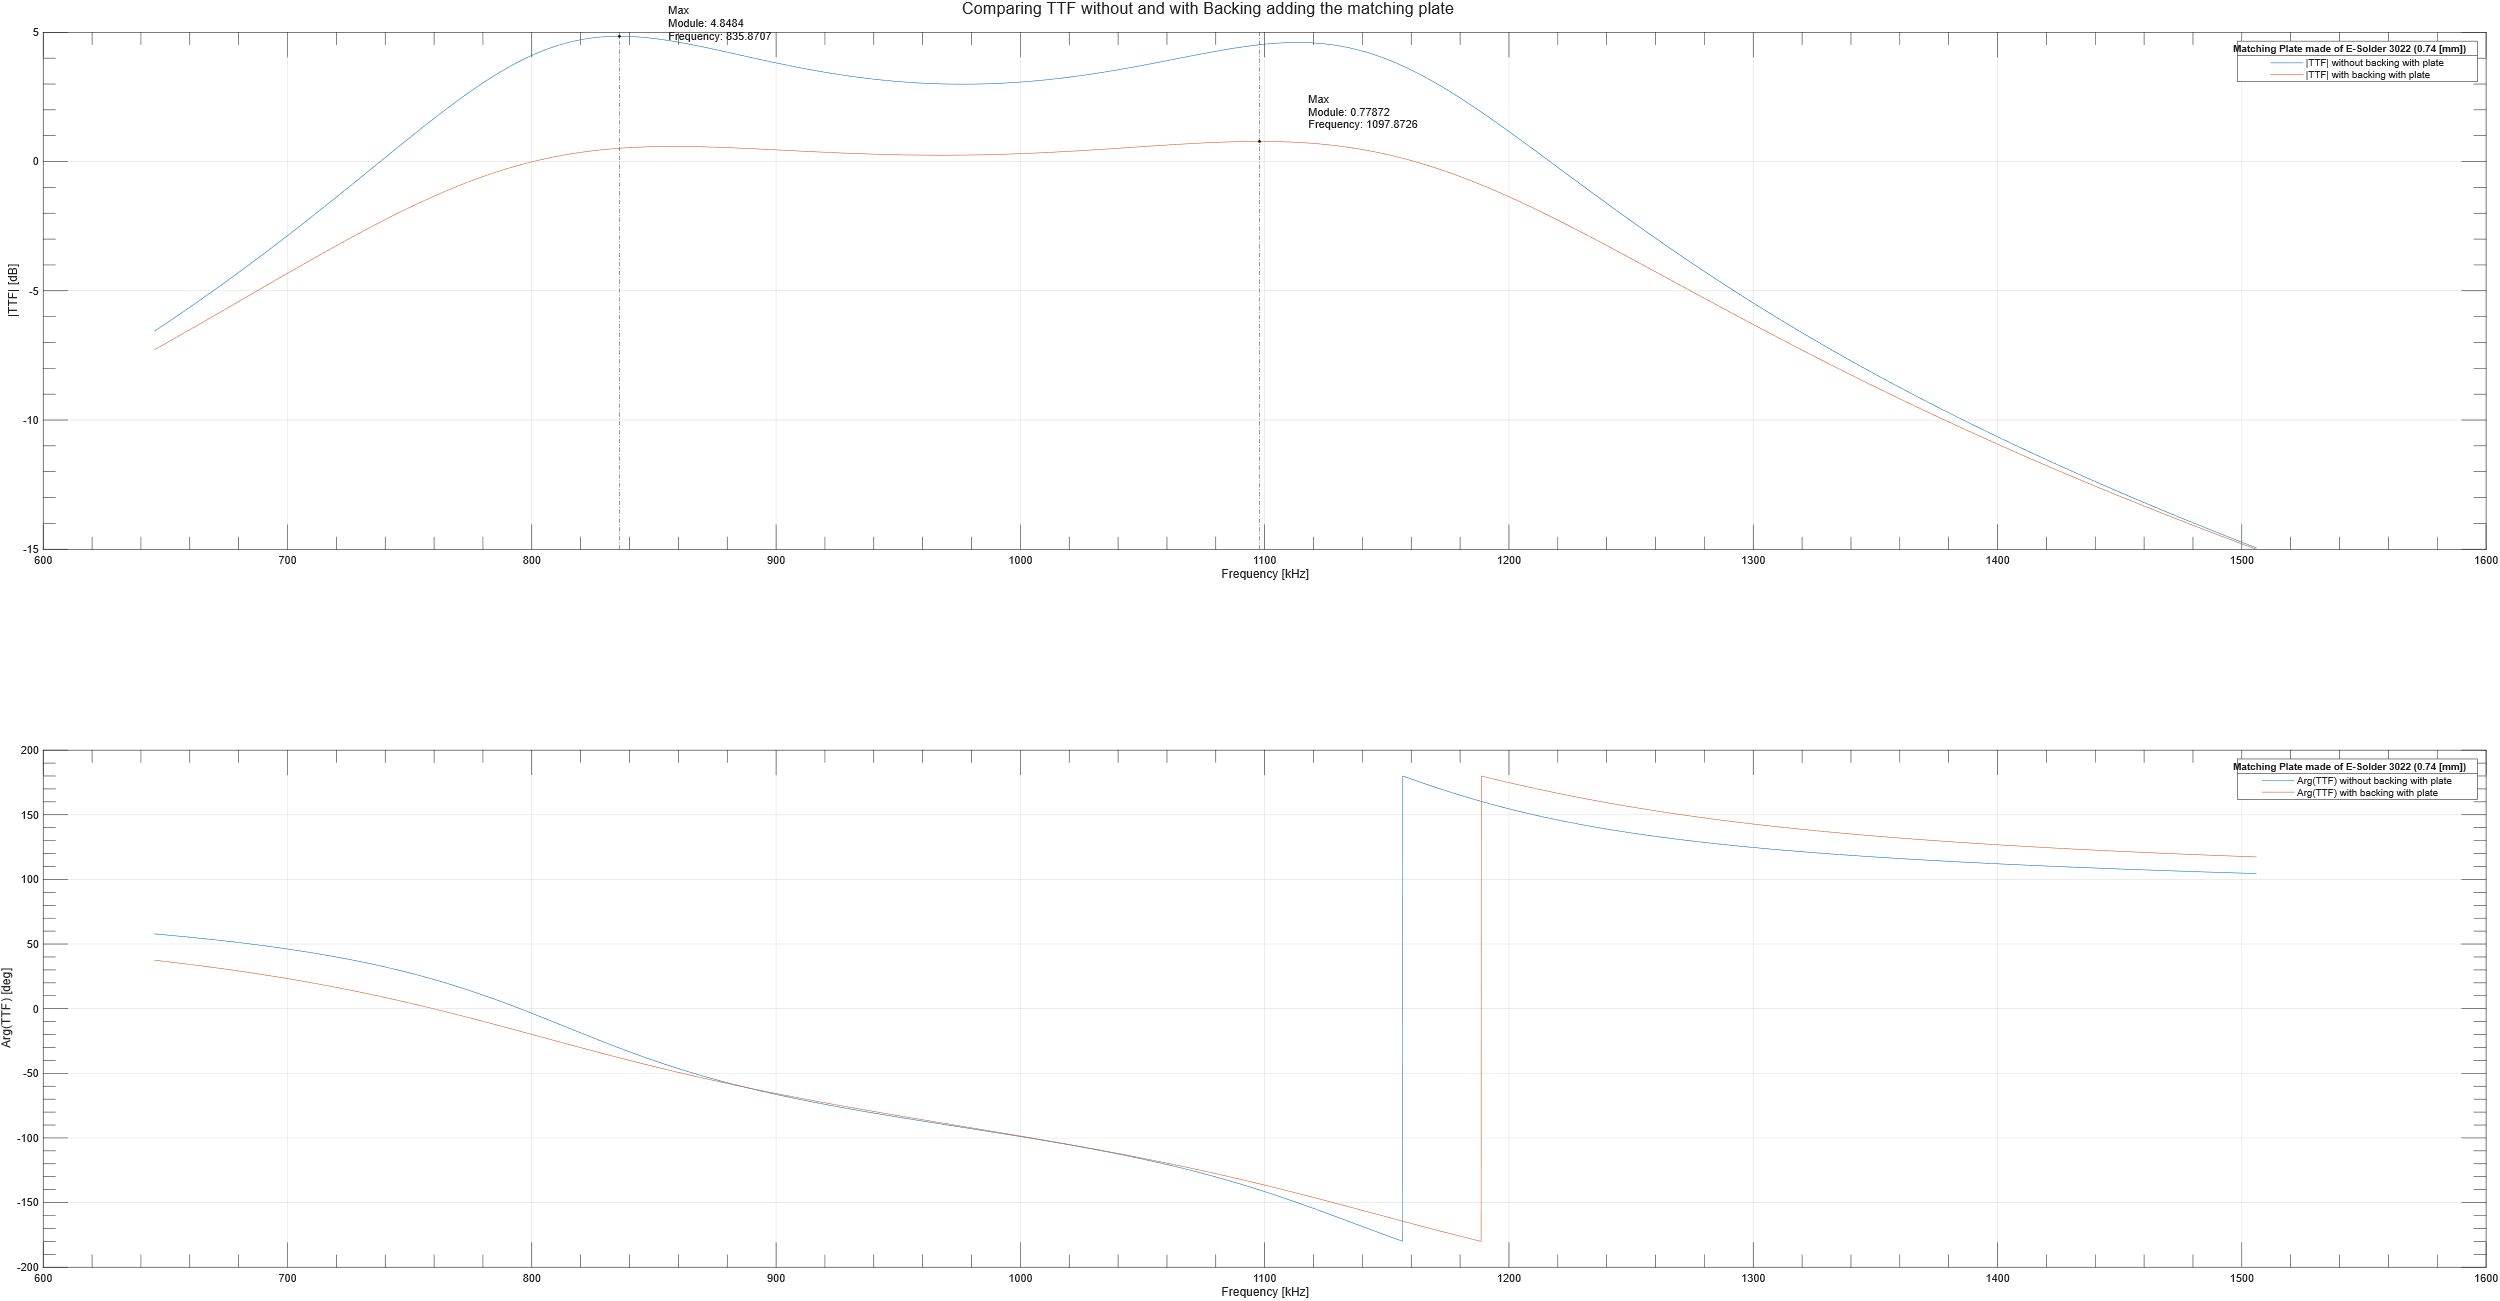 Comparing TTF without and with Backing adding the matching plate
Max
Module: 4.8484
Frequency: 835.8707
Max
Module: 0.77872
Frequency: 1097.8726
Matching Plate made of E-Solder 3022 (0.74 [mm])
|TTF| without backing with plate
|TTF| with backing with plate
|TTF| [dB]
5
0
-5
-10
-15
600 700 800 900 1000 1100 1200 1300 1400 1500 1600
Frequency [kHz]
Matching Plate made of E-Solder 3022 (0.74 [mm])
Arg(TTF) without backing with plate
Arg(TTF) with backing with plate
Arg(TTF) [deg]
200
150
100
50
0
-50
-100
-150
-200
600 700 800 900 1000 1100 1200 1300 1400 1500 1600
Frequency [kHz]